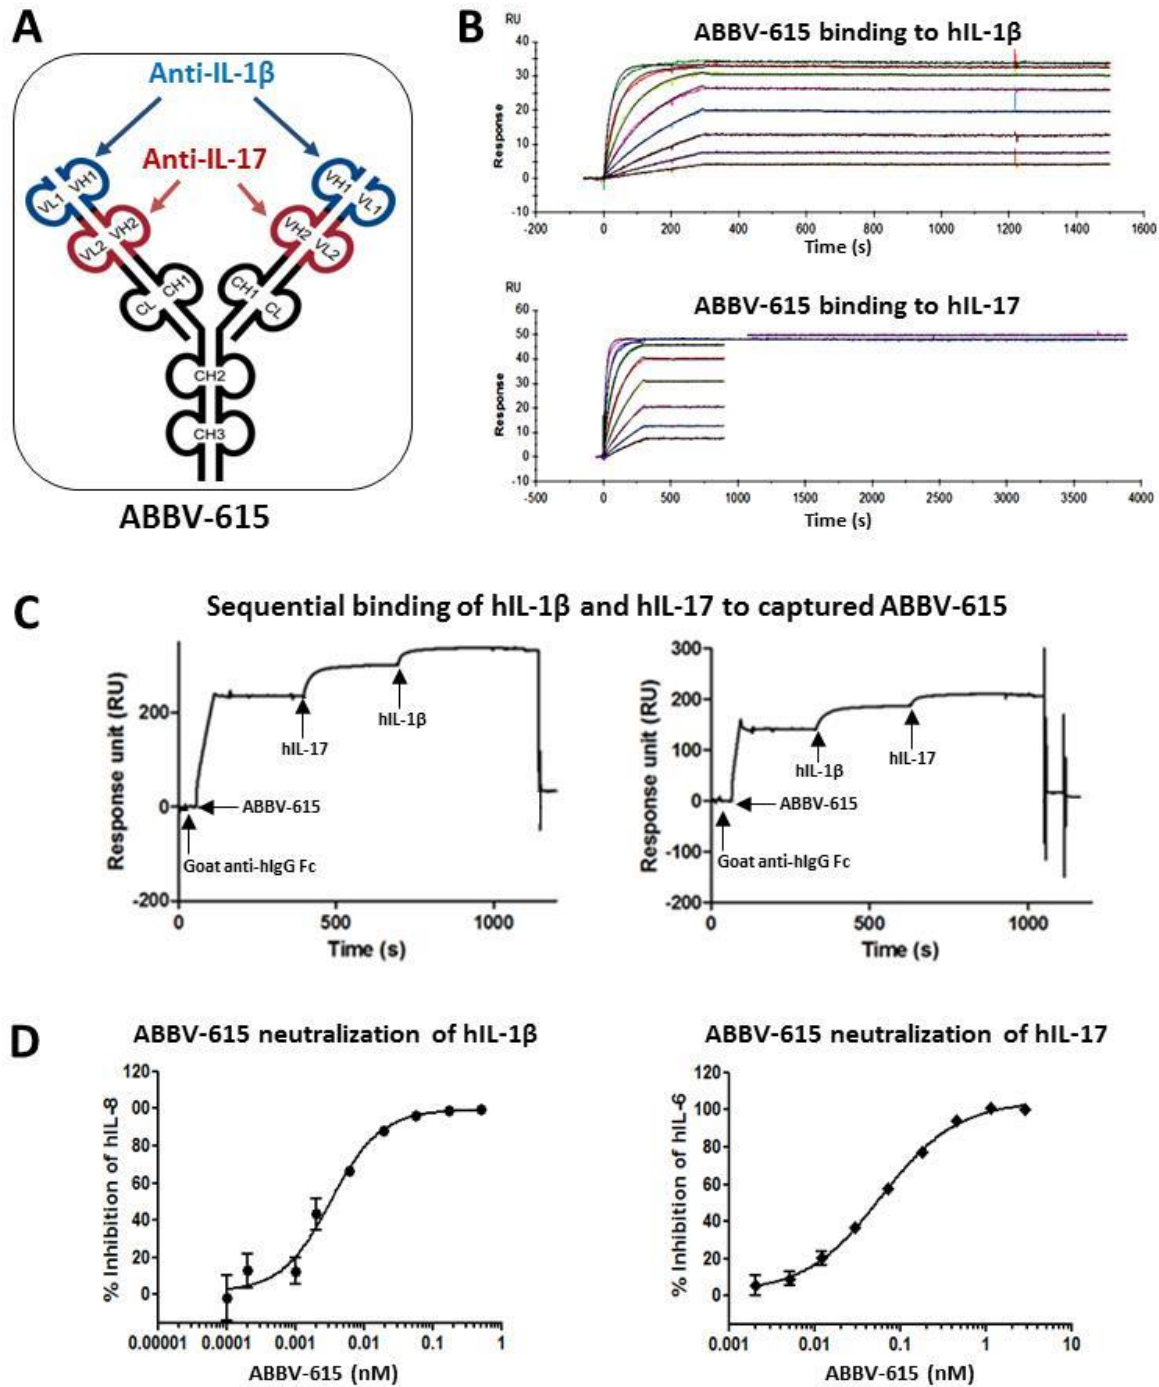 A
Anti-IL-1β
Anti-IL-17
VL1 VH1
VH1 VL1
VL2 VH2
VH2 VL2
CL CH1
CH1 CL
CH2
CH3
ABBV-615
B
ABBV-615 binding to hIL-1β
RU
Response
40
30
20
10
0
-10
-200 0 200 400 600 800 1000 1200 1400 1600
Time (s)
ABBV-615 binding to hIL-17
RU
Response
60
50
40
30
20
10
0
-10
-500 0 500 1000 1500 2000 2500 3000 3500 4000
Time (s)
C
Sequential binding of hIL-1β and hIL-17 to captured ABBV-615
Response unit (RU)
200
0
-200
hIL-17
hIL-1β
ABBV-615
Goat anti-hIgG Fc
0 500 1000
Time (s)
Response unit (RU)
300
200
100
0
-100
-200
hIL-1β
hIL-17
ABBV-615
Goat anti-hIgG Fc
0 500 1000
Time (s)
D
ABBV-615 neutralization of hIL-1β
% Inhibition of hIL-8
120
00
80
60
40
20
0
0.00001 0.0001 0.001 0.01 0.1 1
ABBV-615 (nM)
ABBV-615 neutralization of hIL-17
% Inhibition of hIL-6
120
100
80
60
40
20
0
0.001 0.01 0.1 1 10
ABBV-615 (nM)